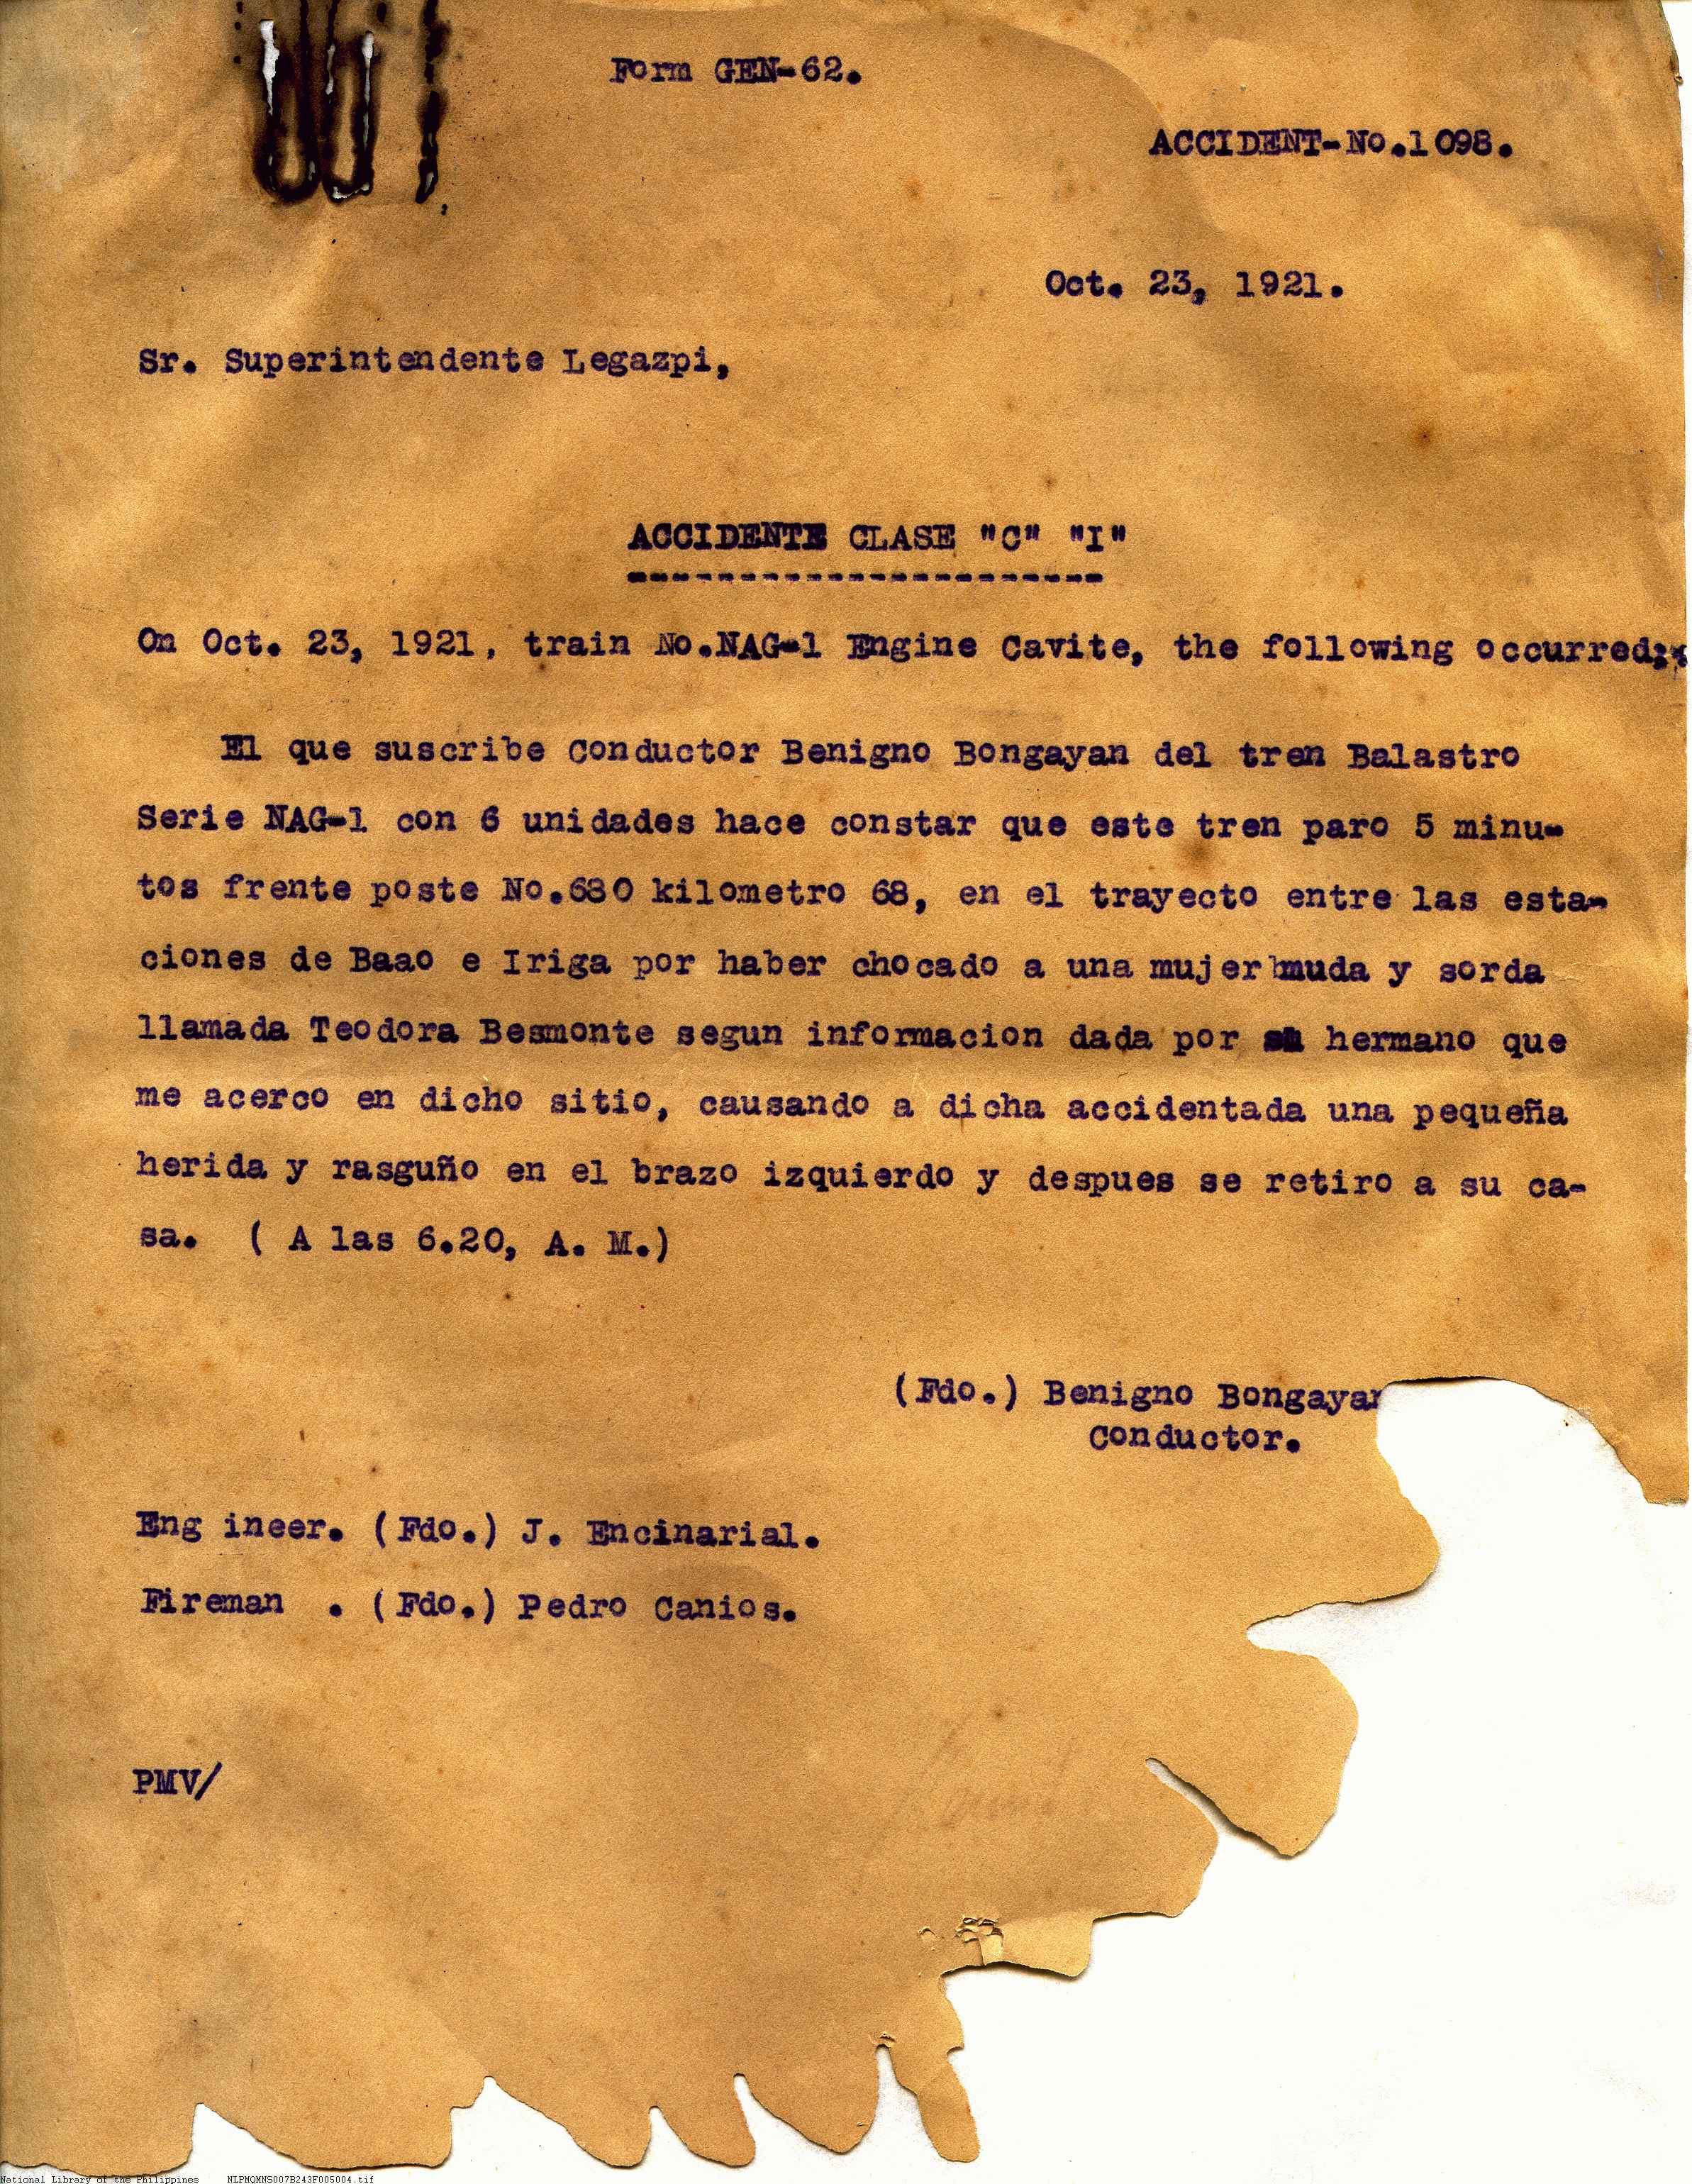 Form GEN-62.
ACCIDENT-No.1098.
Oct. 23, 1921.
Sr. Superintendente Legazpi,
ACCIDENTE CLASE "C" "I"
-----------------------
On Oct. 23, 1921, train No.NAG-1 Engine Cavite, the following occurred;
El que suscribe Conductor Benigno Bongayan del tren Balastro
Serie NAG-1 con 6 unidades hace constar que este tren paro 5 minu-
tos frente poste No.680 kilometro 68, en el trayecto entre las esta-
ciones de Baao e Iriga por haber chocado a una mujer muda y sorda
llamada Teodora Besmonte segun informacion dada por su hermano que
me acerco en dicho sitio, causando a dicha accidentada una pequeña
herida y rasguño en el brazo izquierdo y despues se retiro a su ca-
sa. ( A las 6.20, A. M.)
(Fdo.) Benigno Bongayan
Conductor.
Engineer. (Fdo.) J. Encinarial.
Fireman . (Fdo.) Pedro Canios.
PMV/
National Library of the Philippines NLPMQMNS007B243F005004.tif